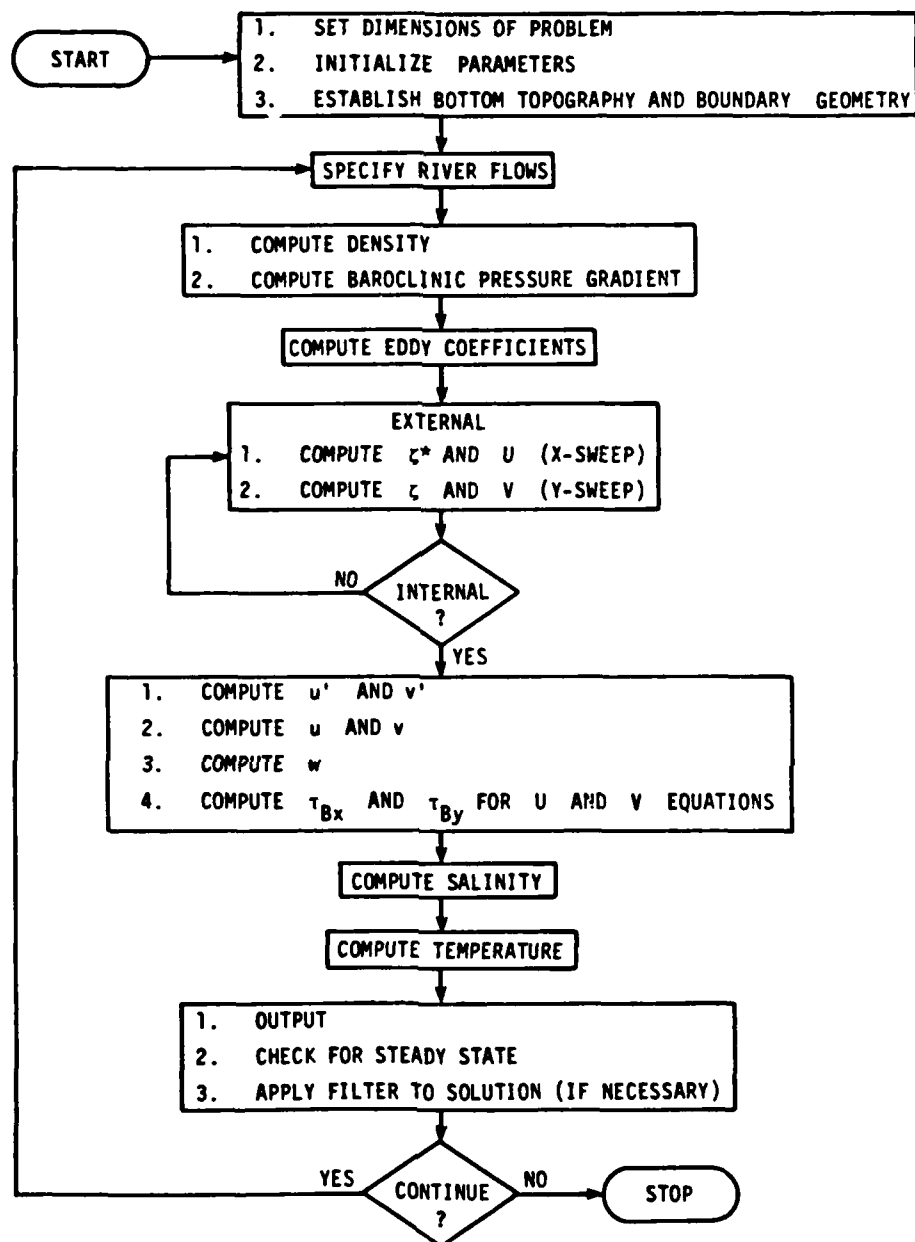 START
1. SET DIMENSIONS OF PROBLEM
2. INITIALIZE PARAMETERS
3. ESTABLISH BOTTOM TOPOGRAPHY AND BOUNDARY GEOMETRY
SPECIFY RIVER FLOWS
1. COMPUTE DENSITY
2. COMPUTE BAROCLINIC PRESSURE GRADIENT
COMPUTE EDDY COEFFICIENTS
EXTERNAL
1. COMPUTE ζ* AND U (X-SWEEP)
2. COMPUTE ζ AND V (Y-SWEEP)
NO
INTERNAL
?
YES
1. COMPUTE u' AND v'
2. COMPUTE u AND v
3. COMPUTE w
4. COMPUTE τBx AND τBy FOR U AND V EQUATIONS
COMPUTE SALINITY
COMPUTE TEMPERATURE
1. OUTPUT
2. CHECK FOR STEADY STATE
3. APPLY FILTER TO SOLUTION (IF NECESSARY)
YES
CONTINUE
?
NO
STOP